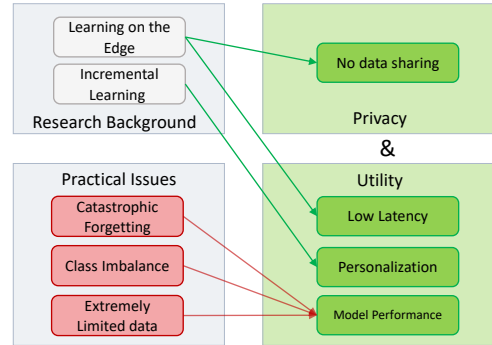 Learning on the
Edge
Incremental
Learning
Research Background
No data sharing
Privacy
&
Practical Issues
Catastrophic
Forgetting
Class Imbalance
Extremely
Limited data
Utility
Low Latency
Personalization
Model Performance